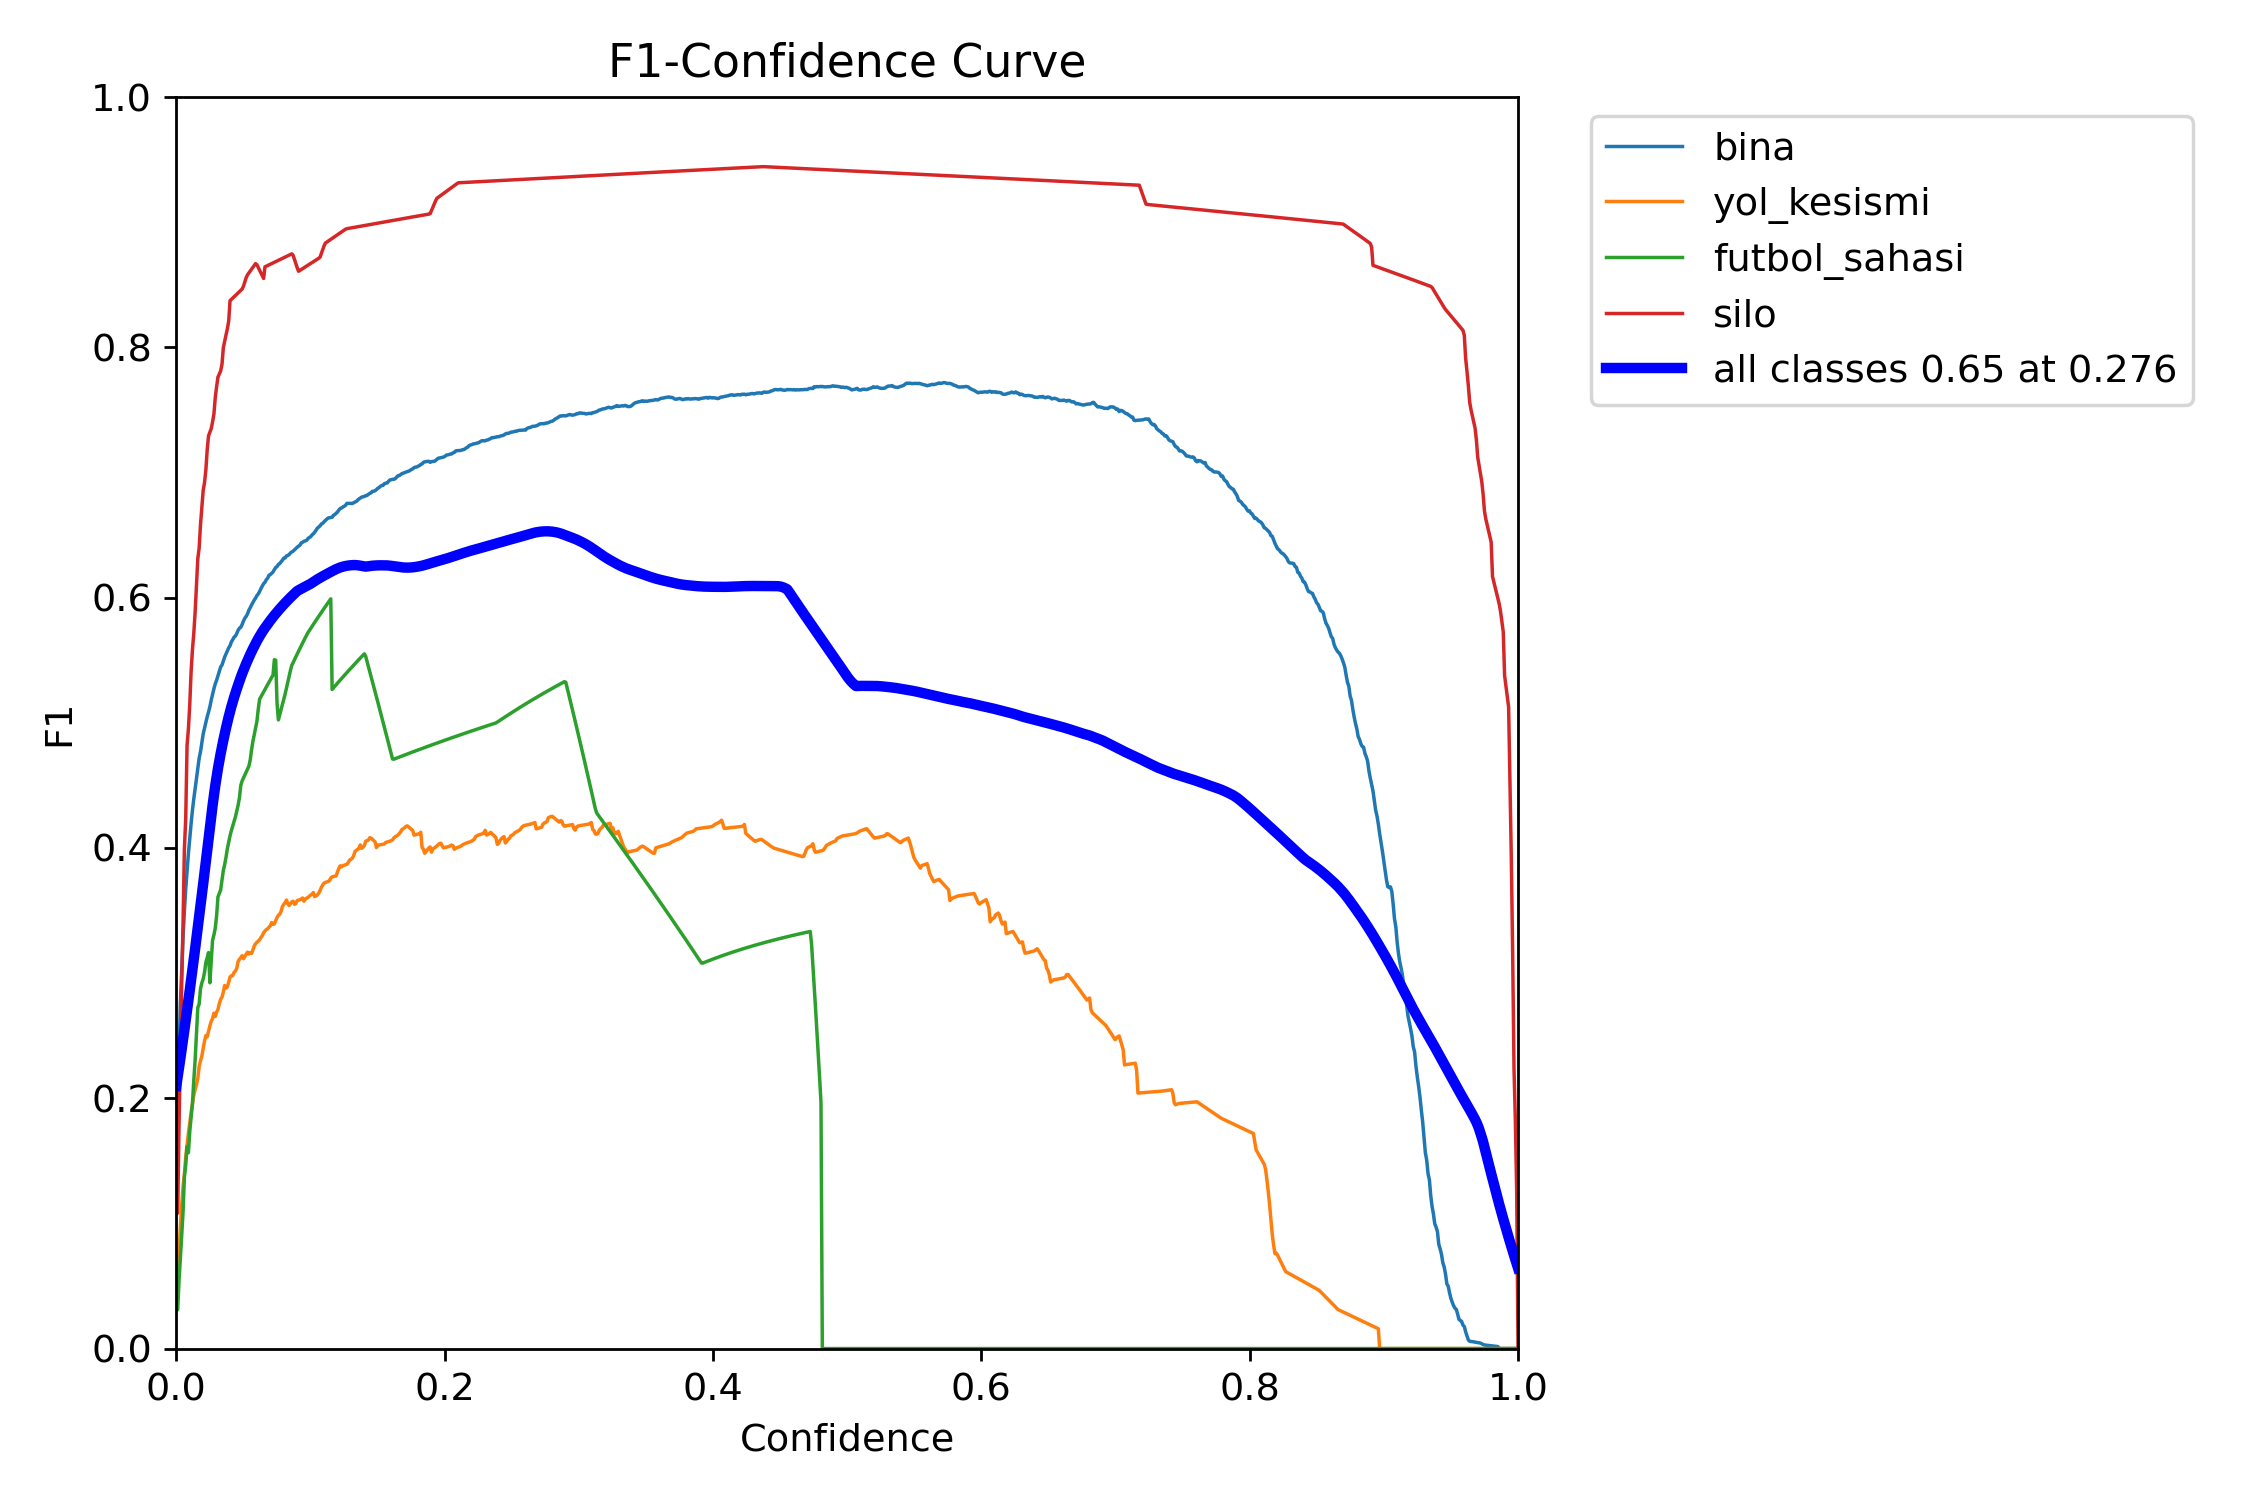 F1-Confidence Curve
1.0
0.8
0.6
0.4
0.2
0.0
F1
0.0 0.2 0.4 0.6 0.8 1.0
Confidence
bina
yol_kesismi
futbol_sahasi
silo
all classes 0.65 at 0.276